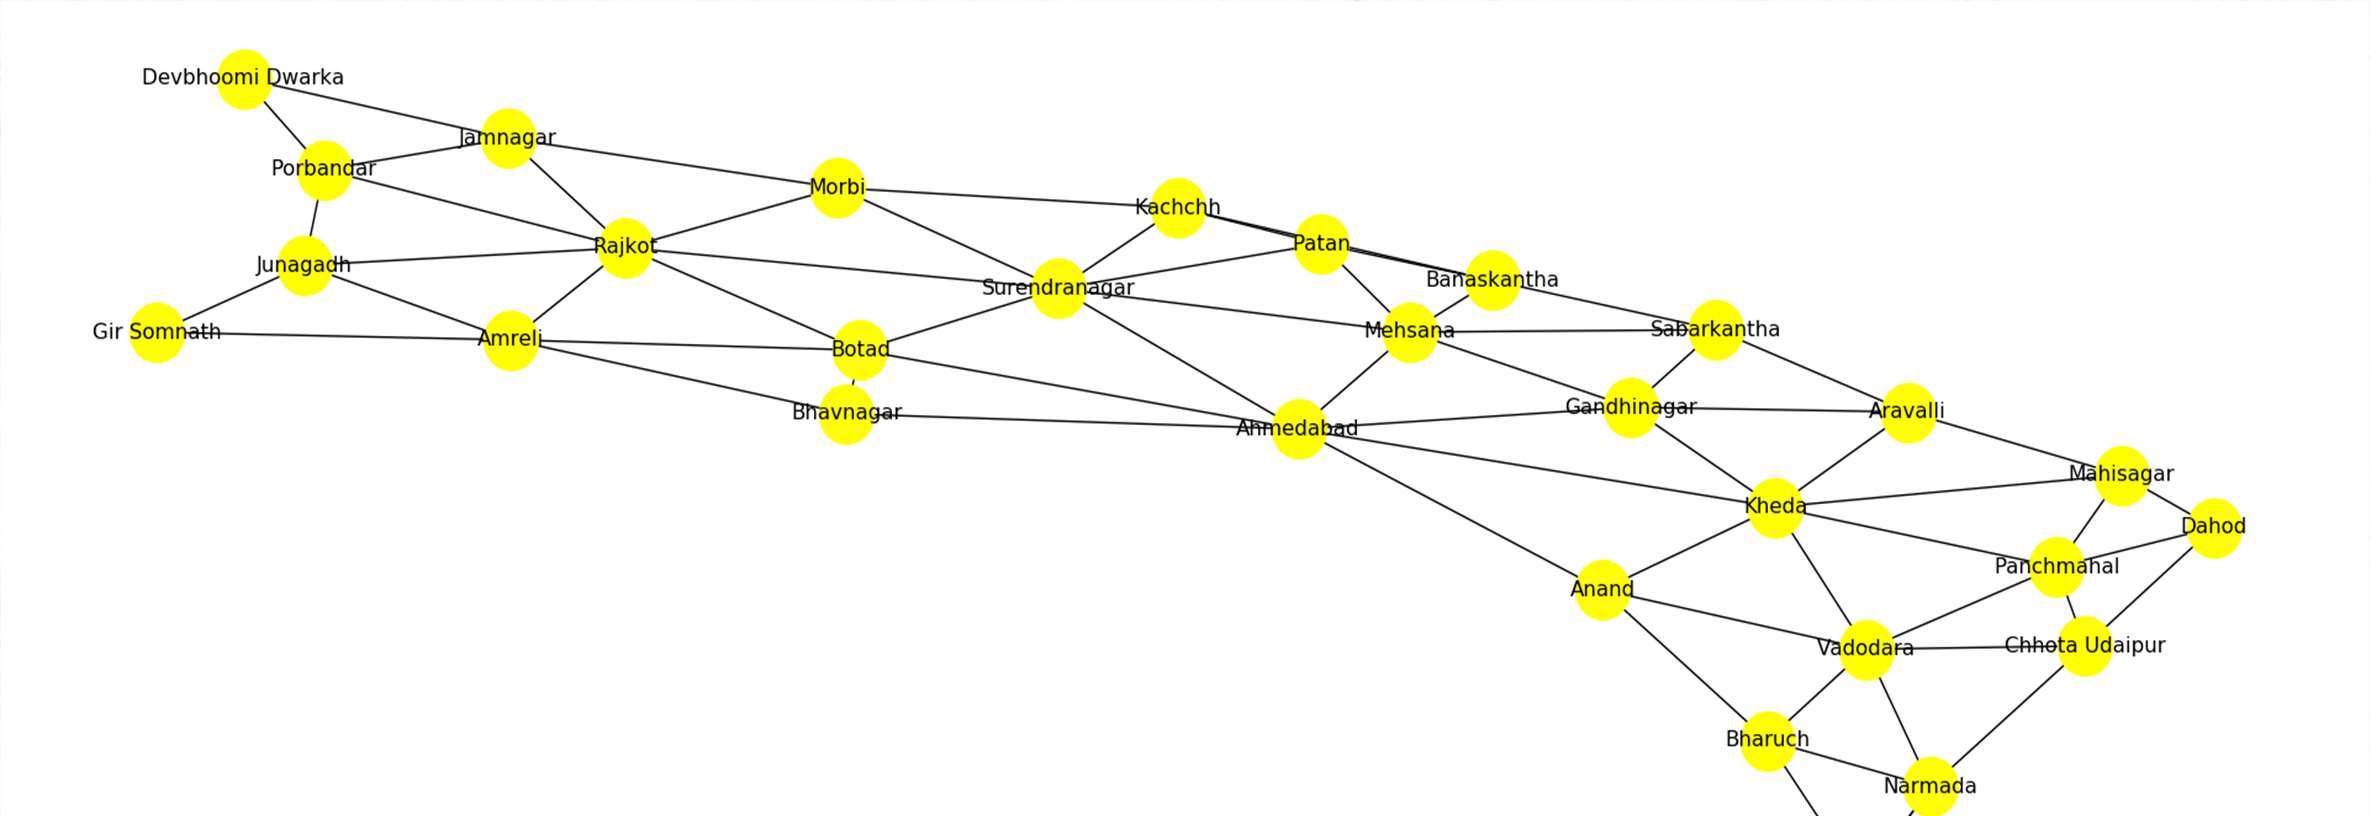 Devbhoomi Dwarka
Jamnagar
Porbandar
Morbi
Kachchh
Rajkot
Patan
Junagadh
Banaskantha
Surendranagar
Gir Somnath
Amreli
Mehsana
Sabarkantha
Botad
Bhavnagar
Gandhinagar
Aravalli
Ahmedabad
Mahisagar
Kheda
Dahod
Panchmahal
Anand
Vadodara
Chhota Udaipur
Bharuch
Narmada